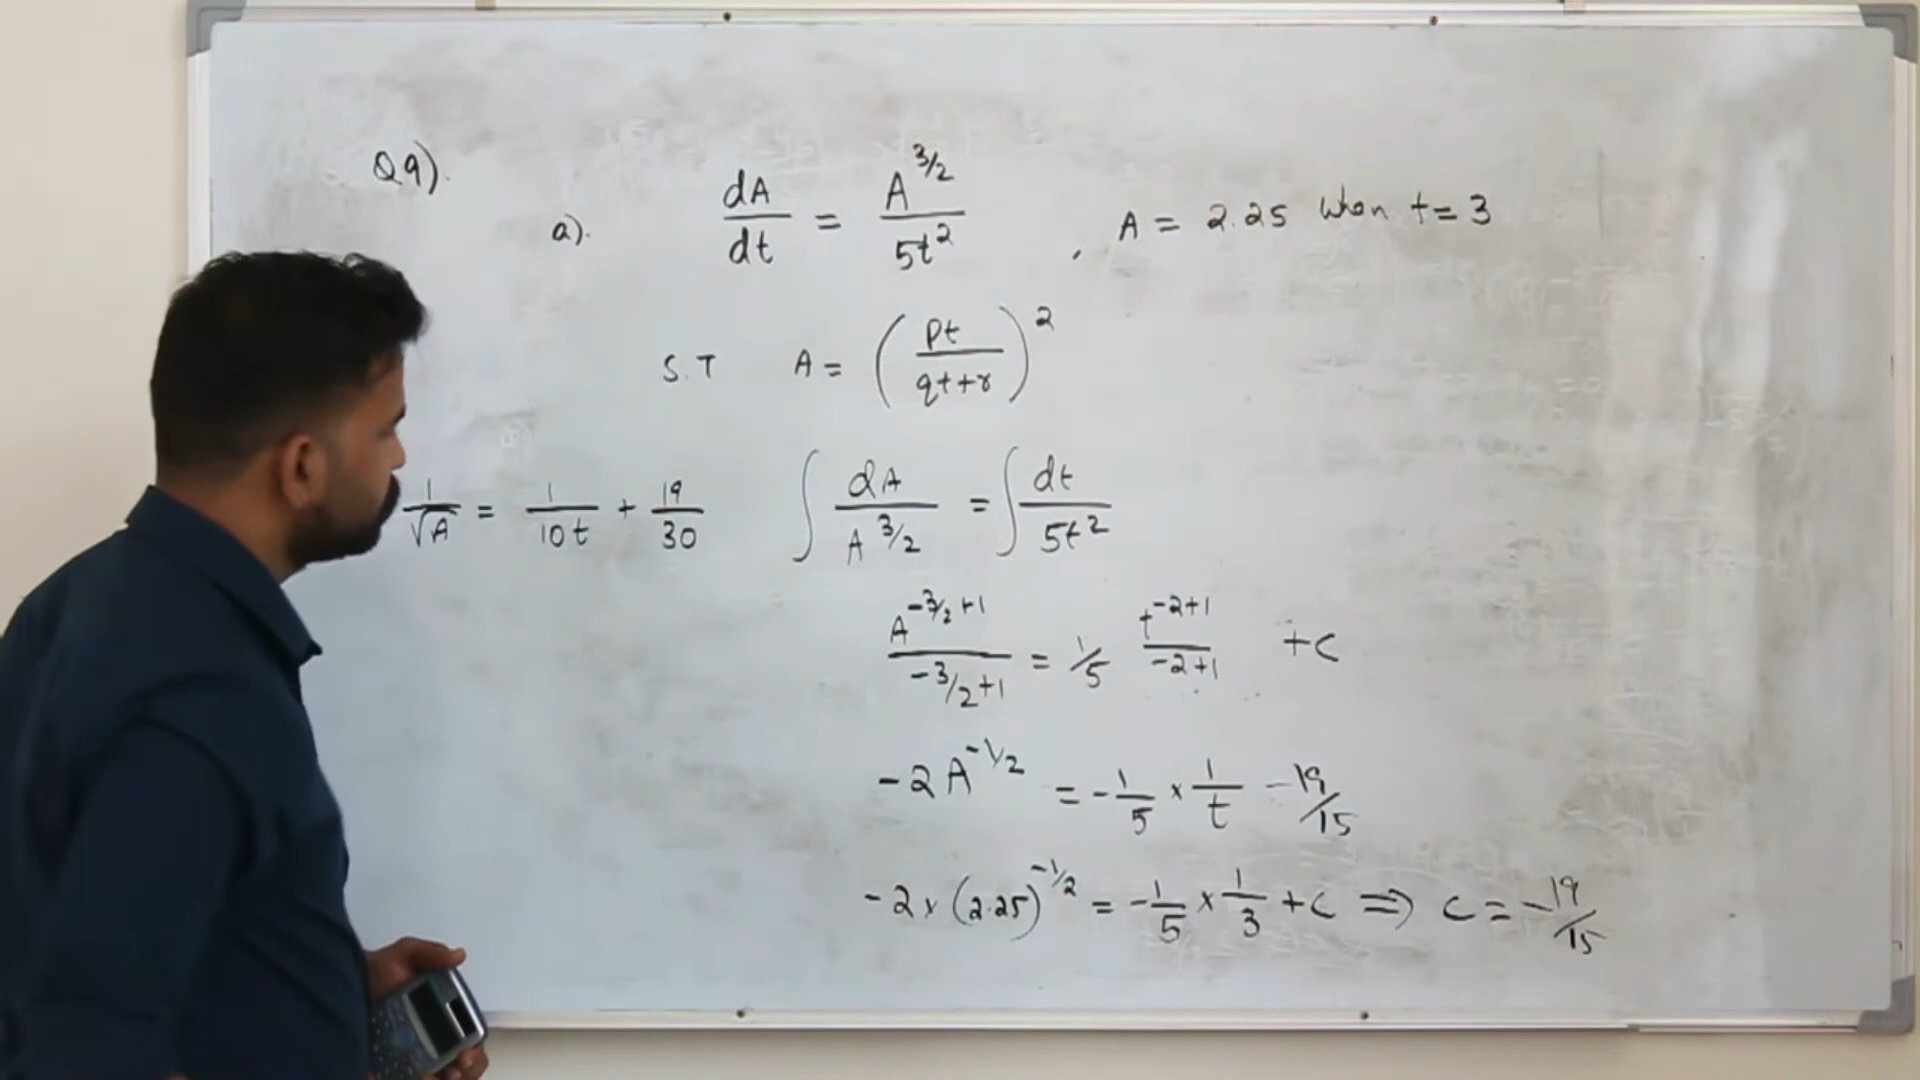 Q9).
a). dA/dt = A^3/2 / 5t^2 , A = 2.25 when t = 3
S.T A = (pt / qt+r)^2
1/√A = 1/10t + 19/30
∫ dA / A^3/2 = ∫ dt / 5t^2
A^-3/2+1 / -3/2+1 = 1/5 t^-2+1 / -2+1 + c
-2A^-1/2 = -1/5 × 1/t - 19/15
-2 × (2.25)^-1/2 = -1/5 × 1/3 + c ⇒ c = -19/15